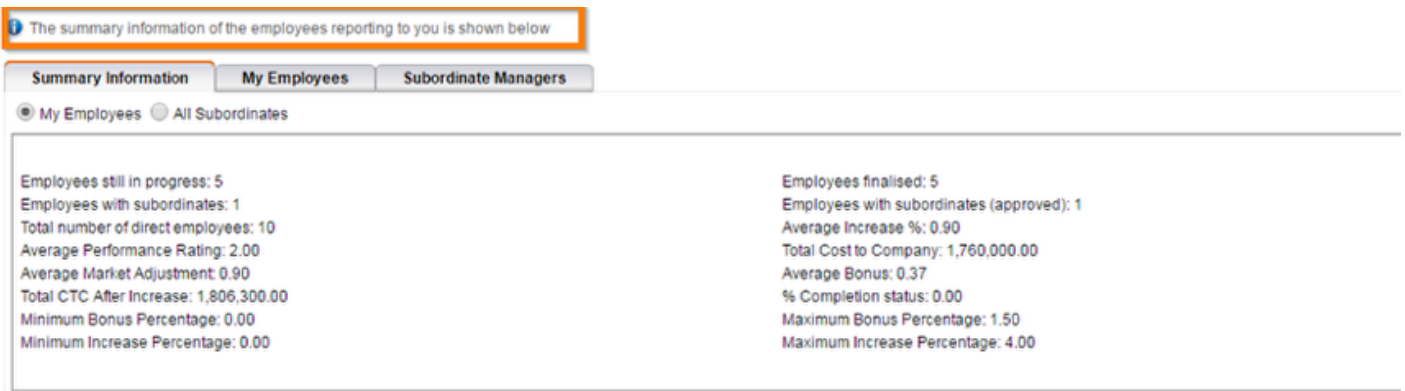 The summary information of the employees reporting to you is shown below
Summary Information My Employees Subordinate Managers
My Employees All Subordinates
Employees still in progress: 5
Employees with subordinates: 1
Total number of direct employees: 10
Average Performance Rating: 2.00
Average Market Adjustment: 0.90
Total CTC After Increase: 1,806,300.00
Minimum Bonus Percentage: 0.00
Minimum Increase Percentage: 0.00
Employees finalised: 5
Employees with subordinates (approved): 1
Average Increase %: 0.90
Total Cost to Company: 1,760,000.00
Average Bonus: 0.37
% Completion status: 0.00
Maximum Bonus Percentage: 1.50
Maximum Increase Percentage: 4.00